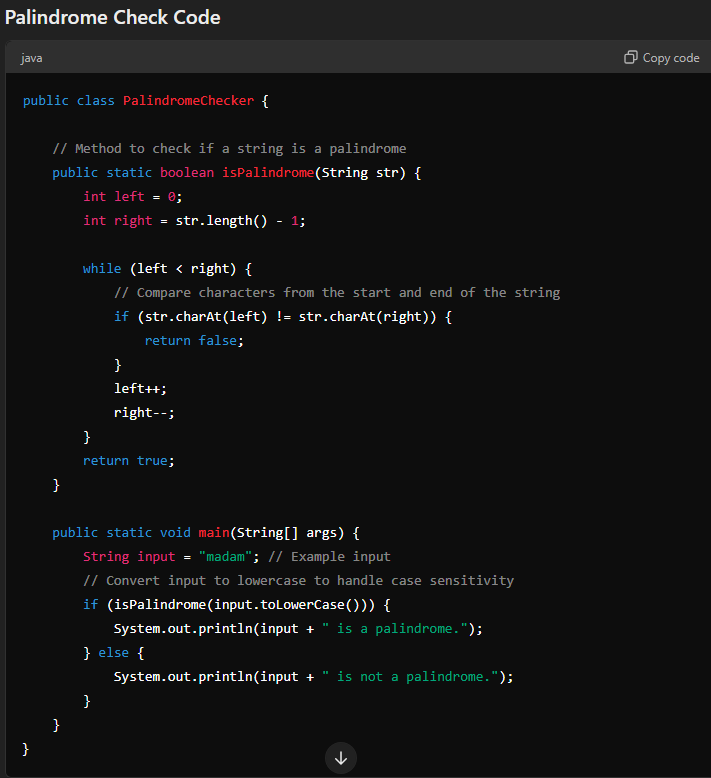 Palindrome Check Code
java
Copy code
public class PalindromeChecker {
// Method to check if a string is a palindrome
public static boolean isPalindrome(String str) {
int left = 0;
int right = str.length() - 1;
while (left < right) {
// Compare characters from the start and end of the string
if (str.charAt(left) != str.charAt(right)) {
return false;
}
left++;
right--;
}
return true;
}
public static void main(String[] args) {
String input = "madam"; // Example input
// Convert input to lowercase to handle case sensitivity
if (isPalindrome(input.toLowerCase())) {
System.out.println(input + " is a palindrome.");
} else {
System.out.println(input + " is not a palindrome.");
}
}
}